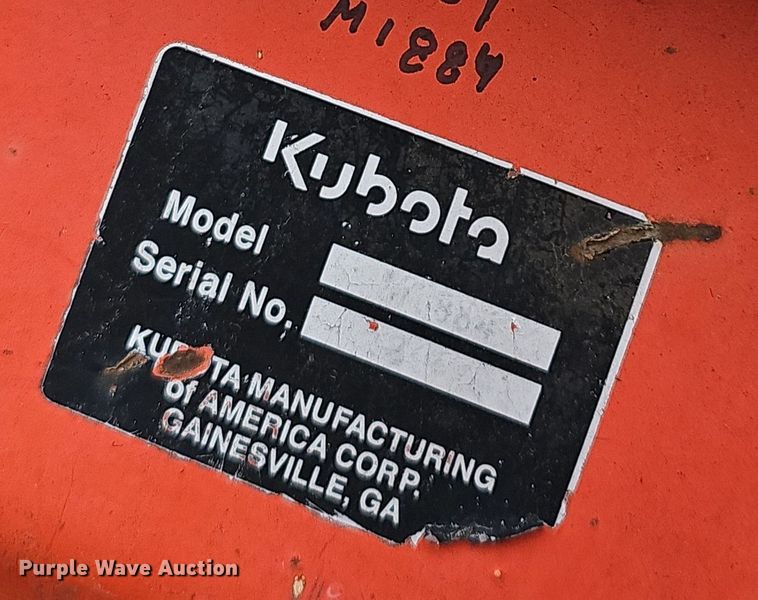 M1884
Kubota
Model
Serial No.
KUBOTA MANUFACTURING
of AMERICA CORP.
GAINESVILLE, GA
Purple Wave Auction